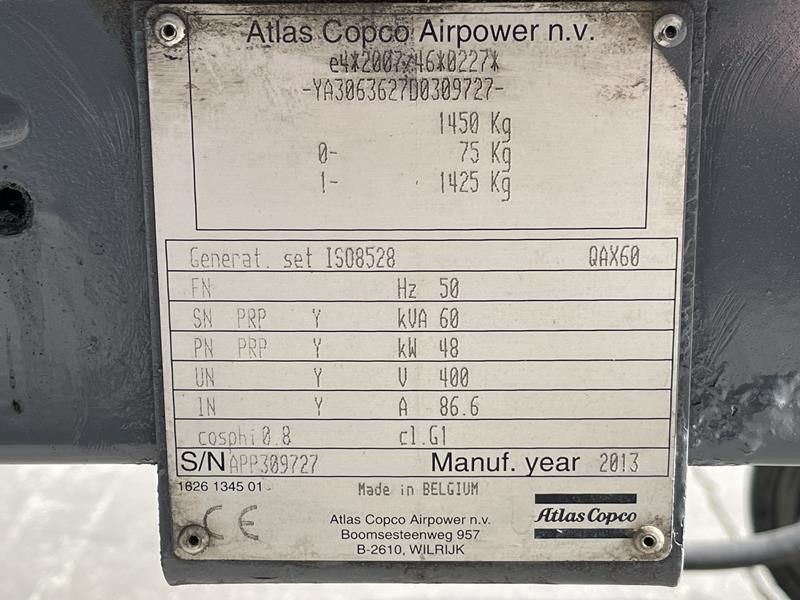 Atlas Copco Airpower n.v.
e4*2007/46*0227*
-YA3063627D0309727-
1450 Kg
0- 75 Kg
1- 1425 Kg
Generat. set ISO8528 QAX60
FN Hz 50
SN PRP Y kVA 60
PN PRP Y kW 48
UN Y V 400
IN Y A 86.6
cosphi 0.8 cl.G1
S/N APP309727 Manuf. year 2013
1626 1345 01 Made in BELGIUM
CE
Atlas Copco Airpower n.v.
Boomsesteenweg 957
B-2610, WILRIJK
Atlas Copco